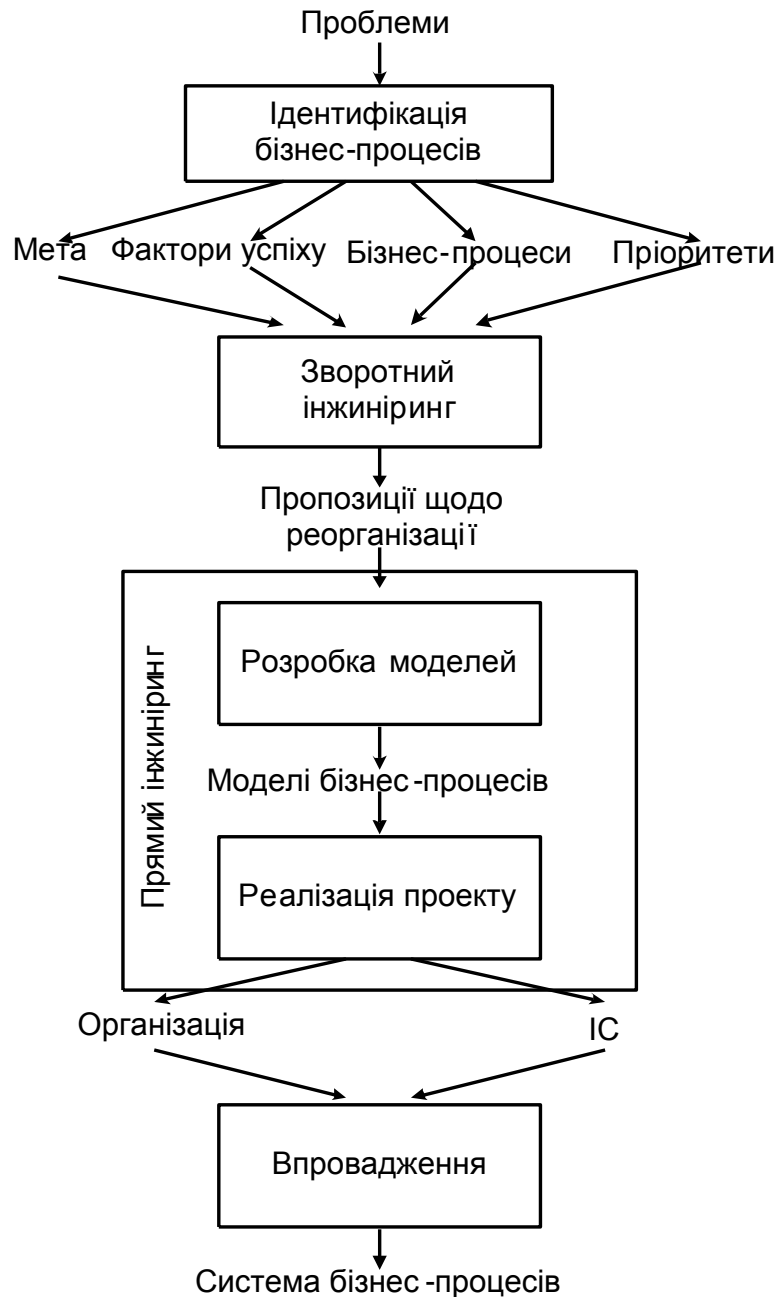 Проблеми
Ідентифікація
бізнес-процесів
Мета Фактори успіху Бізнес-процеси Пріоритети
Зворотний
інжиніринг
Пропозиції щодо
реорганізації
Прямий інжиніринг
Розробка моделей
Моделі бізнес-процесів
Реалізація проекту
Організація ІС
Впровадження
Система бізнес-процесів